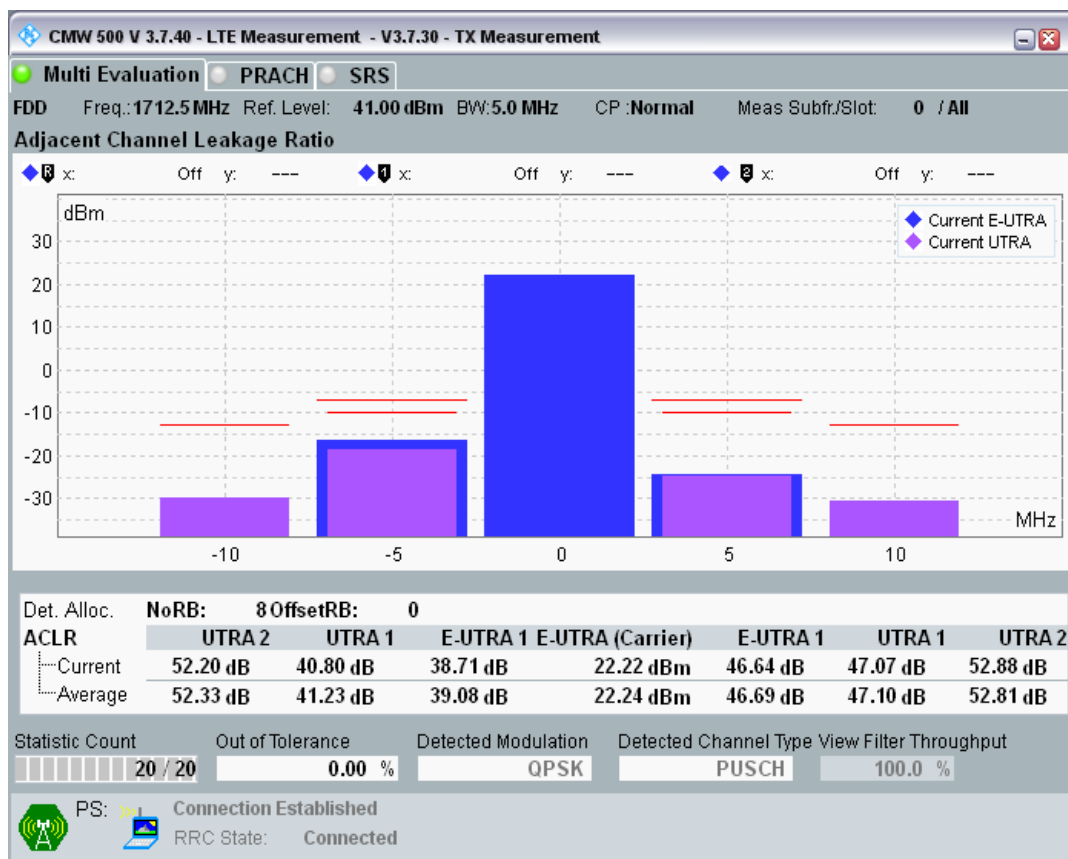 CMW 500 V 3.7.40 - LTE Measurement - V3.7.30 - TX Measurement
Multi Evaluation PRACH SRS
FDD Freq.: 1712.5 MHz Ref. Level: 41.00 dBm BW: 5.0 MHz CP : Normal Meas Subfr./Slot: 0 / All
Adjacent Channel Leakage Ratio
R x: Off y: --- 1 x: Off y: --- 2 x: Off y: ---
dBm
Current E-UTRA
Current UTRA
30
20
10
0
-10
-20
-30
MHz
-10 -5 0 5 10
Det. Alloc. NoRB: 8 OffsetRB: 0
ACLR UTRA 2 UTRA 1 E-UTRA 1 E-UTRA (Carrier) E-UTRA 1 UTRA 1 UTRA 2
Current 52.20 dB 40.80 dB 38.71 dB 22.22 dBm 46.64 dB 47.07 dB 52.88 dB
Average 52.33 dB 41.23 dB 39.08 dB 22.24 dBm 46.69 dB 47.10 dB 52.81 dB
Statistic Count Out of Tolerance Detected Modulation Detected Channel Type View Filter Throughput
20 / 20 0.00 % QPSK PUSCH 100.0 %
PS: Connection Established
RRC State: Connected